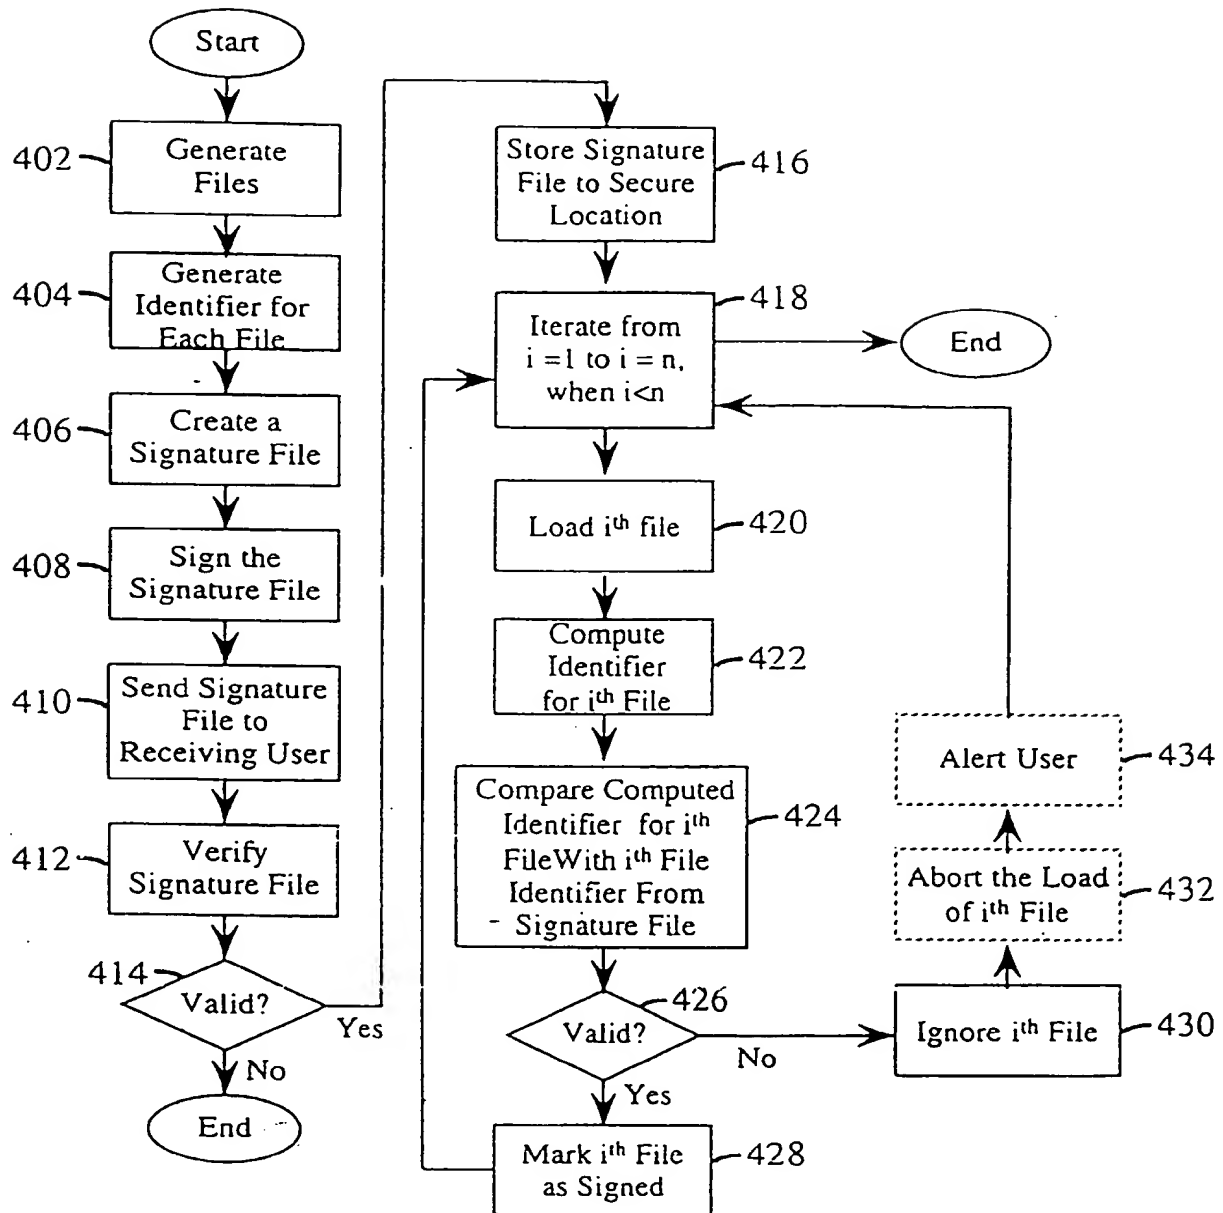 Start
402
Generate
Files
404
Generate
Identifier for
Each File
406
Create a
Signature File
408
Sign the
Signature File
410
Send Signature
File to
Receiving User
412
Verify
Signature File
414
Valid?
Yes
No
End
Store Signature
File to Secure
Location
416
Iterate from
i =1 to i = n,
when i<n
418
End
Load iᵗʰ file
420
Compute
Identifier
for iᵗʰ File
422
Compare Computed
Identifier for iᵗʰ
FileWith iᵗʰ File
Identifier From
Signature File
424
Valid?
426
No
Yes
Mark iᵗʰ File
as Signed
428
Ignore iᵗʰ File
430
Abort the Load
of iᵗʰ File
432
Alert User
434